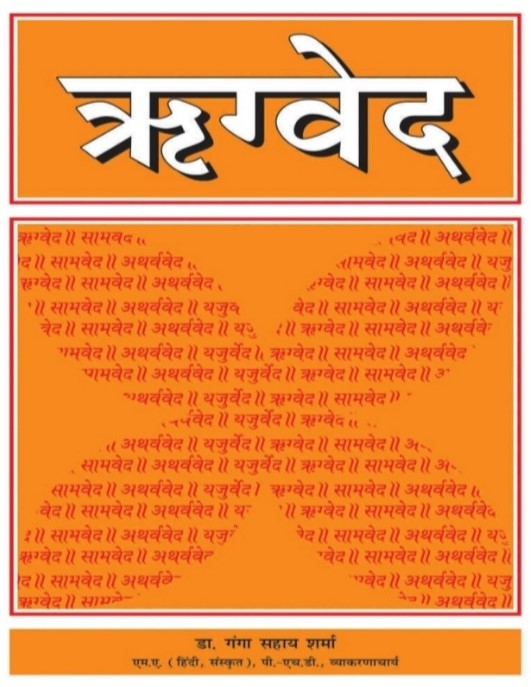 ऋग्वेद
ऋग्वेद॥ ॥ अथर्ववेद॥
॥ सामवेद॥ अथर्ववेद ॥ अथर्ववेद॥
ऋग्वेद॥ सामवेद॥ अथर्ववेद सामवेद॥ अथर्ववेद॥
॥ सामवेद॥ अथर्ववेद॥ ॥ सामवेद॥ अथर्ववेद॥
॥ सामवेद॥ अथर्ववेद॥ ॥ ऋग्वेद॥ सामवेद॥
॥ अथर्ववेद॥ यजुर्वेद॥ ऋग्वेद॥ सामवेद॥ अथर्ववेद
॥ अथर्ववेद॥ यजुर्वेद॥ ऋग्वेद॥ सामवेद॥
॥ यजुर्वेद॥ ऋग्वेद॥ सामवेद॥
॥ यजुर्वेद॥ ऋग्वेद॥
॥ अथर्ववेद॥ यजुर्वेद॥ ऋग्वेद॥ सामवेद॥
सामवेद॥ अथर्ववेद॥ यजुर्वेद॥ ऋग्वेद॥ सामवेद॥
सामवेद॥ अथर्ववेद॥ यजुर्वेद ऋग्वेद॥ सामवेद॥ अथर्ववेद॥
॥ सामवेद॥ अथर्ववेद॥ ॥ ऋग्वेद॥ सामवेद॥
॥ सामवेद॥ अथर्ववेद॥ ॥ सामवेद॥ अथर्ववेद॥
ऋग्वेद॥ सामवेद॥ ॥ सामवेद॥ अथर्ववेद॥
॥ सामवेद॥ ॥ अथर्ववेद॥
ऋग्वेद॥ ॥ अथर्ववेद॥
डा. गंगा सहाय शर्मा
एम.ए. ( हिंदी, संस्कृत ), पी.-एच.डी., व्याकरणाचार्य